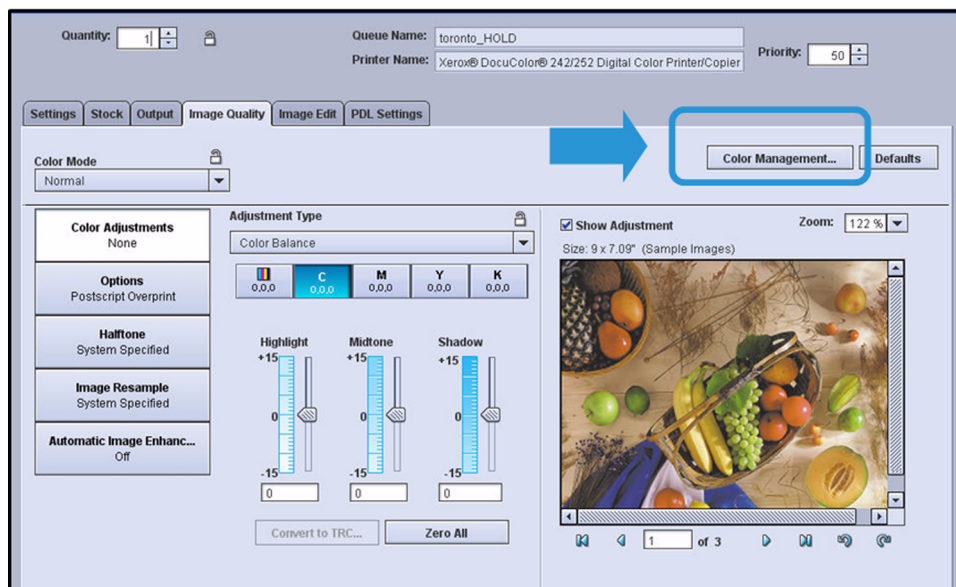 Quantity: 1
Queue Name: toronto_HOLD
Printer Name: Xerox® DocuColor® 242/252 Digital Color Printer/Copier
Priority: 50
Settings Stock Output Image Quality Image Edit PDL Settings
Color Mode
Normal
Color Management... Defaults
Color Adjustments
None
Options
Postscript Overprint
Halftone
System Specified
Image Resample
System Specified
Automatic Image Enhanc...
Off
Adjustment Type
Color Balance
C M Y K
0,0,0 0,0,0 0,0,0 0,0,0 0,0,0
Highlight Midtone Shadow
+15 +15 +15
0 0 0
-15 -15 -15
0 0 0
Convert to TRC... Zero All
Show Adjustment
Zoom: 122 %
Size: 9 x 7.09" (Sample Images)
1 of 3